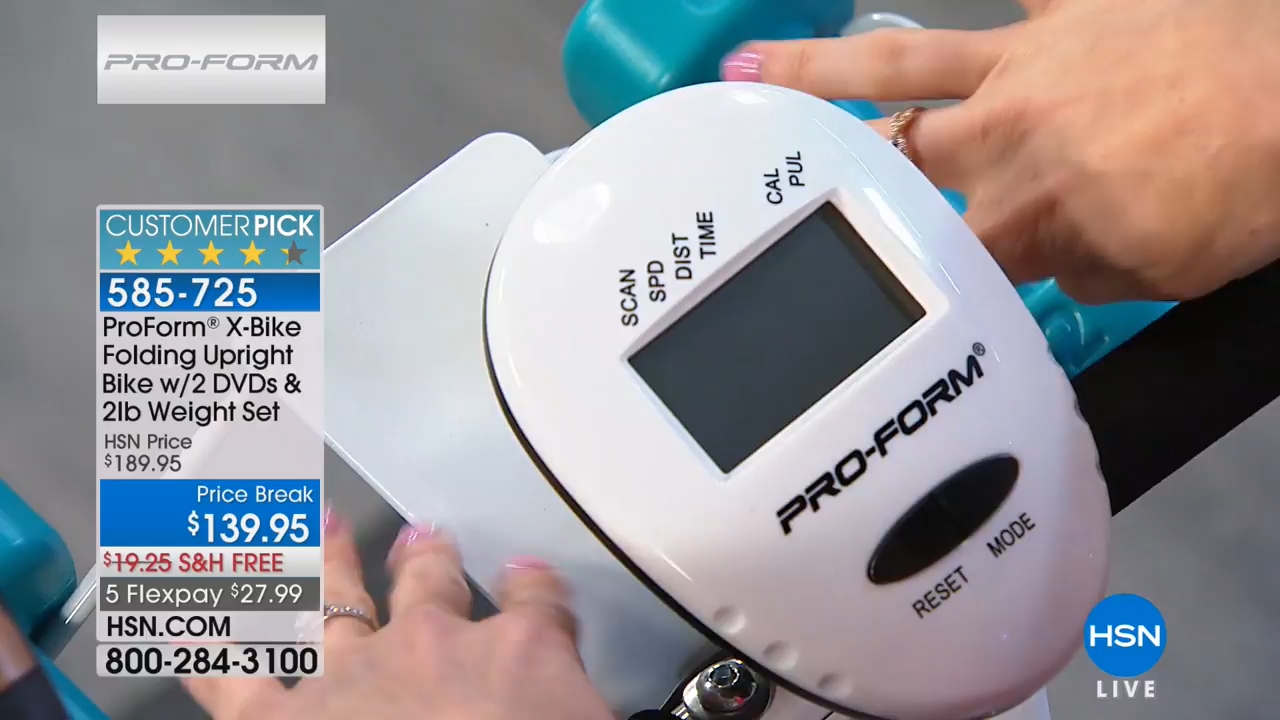 PRO-FORM
CUSTOMER PICK
585-725
ProForm® X-Bike
Folding Upright
Bike w/2 DVDs &
2lb Weight Set
HSN Price
$189.95
Price Break
$139.95
$19.25 S&H FREE
5 Flexpay $27.99
HSN.COM
800-284-3100
SCAN
SPD
DIST
TIME
CAL
PUL
PRO-FORM®
RESET
MODE
HSN
LIVE